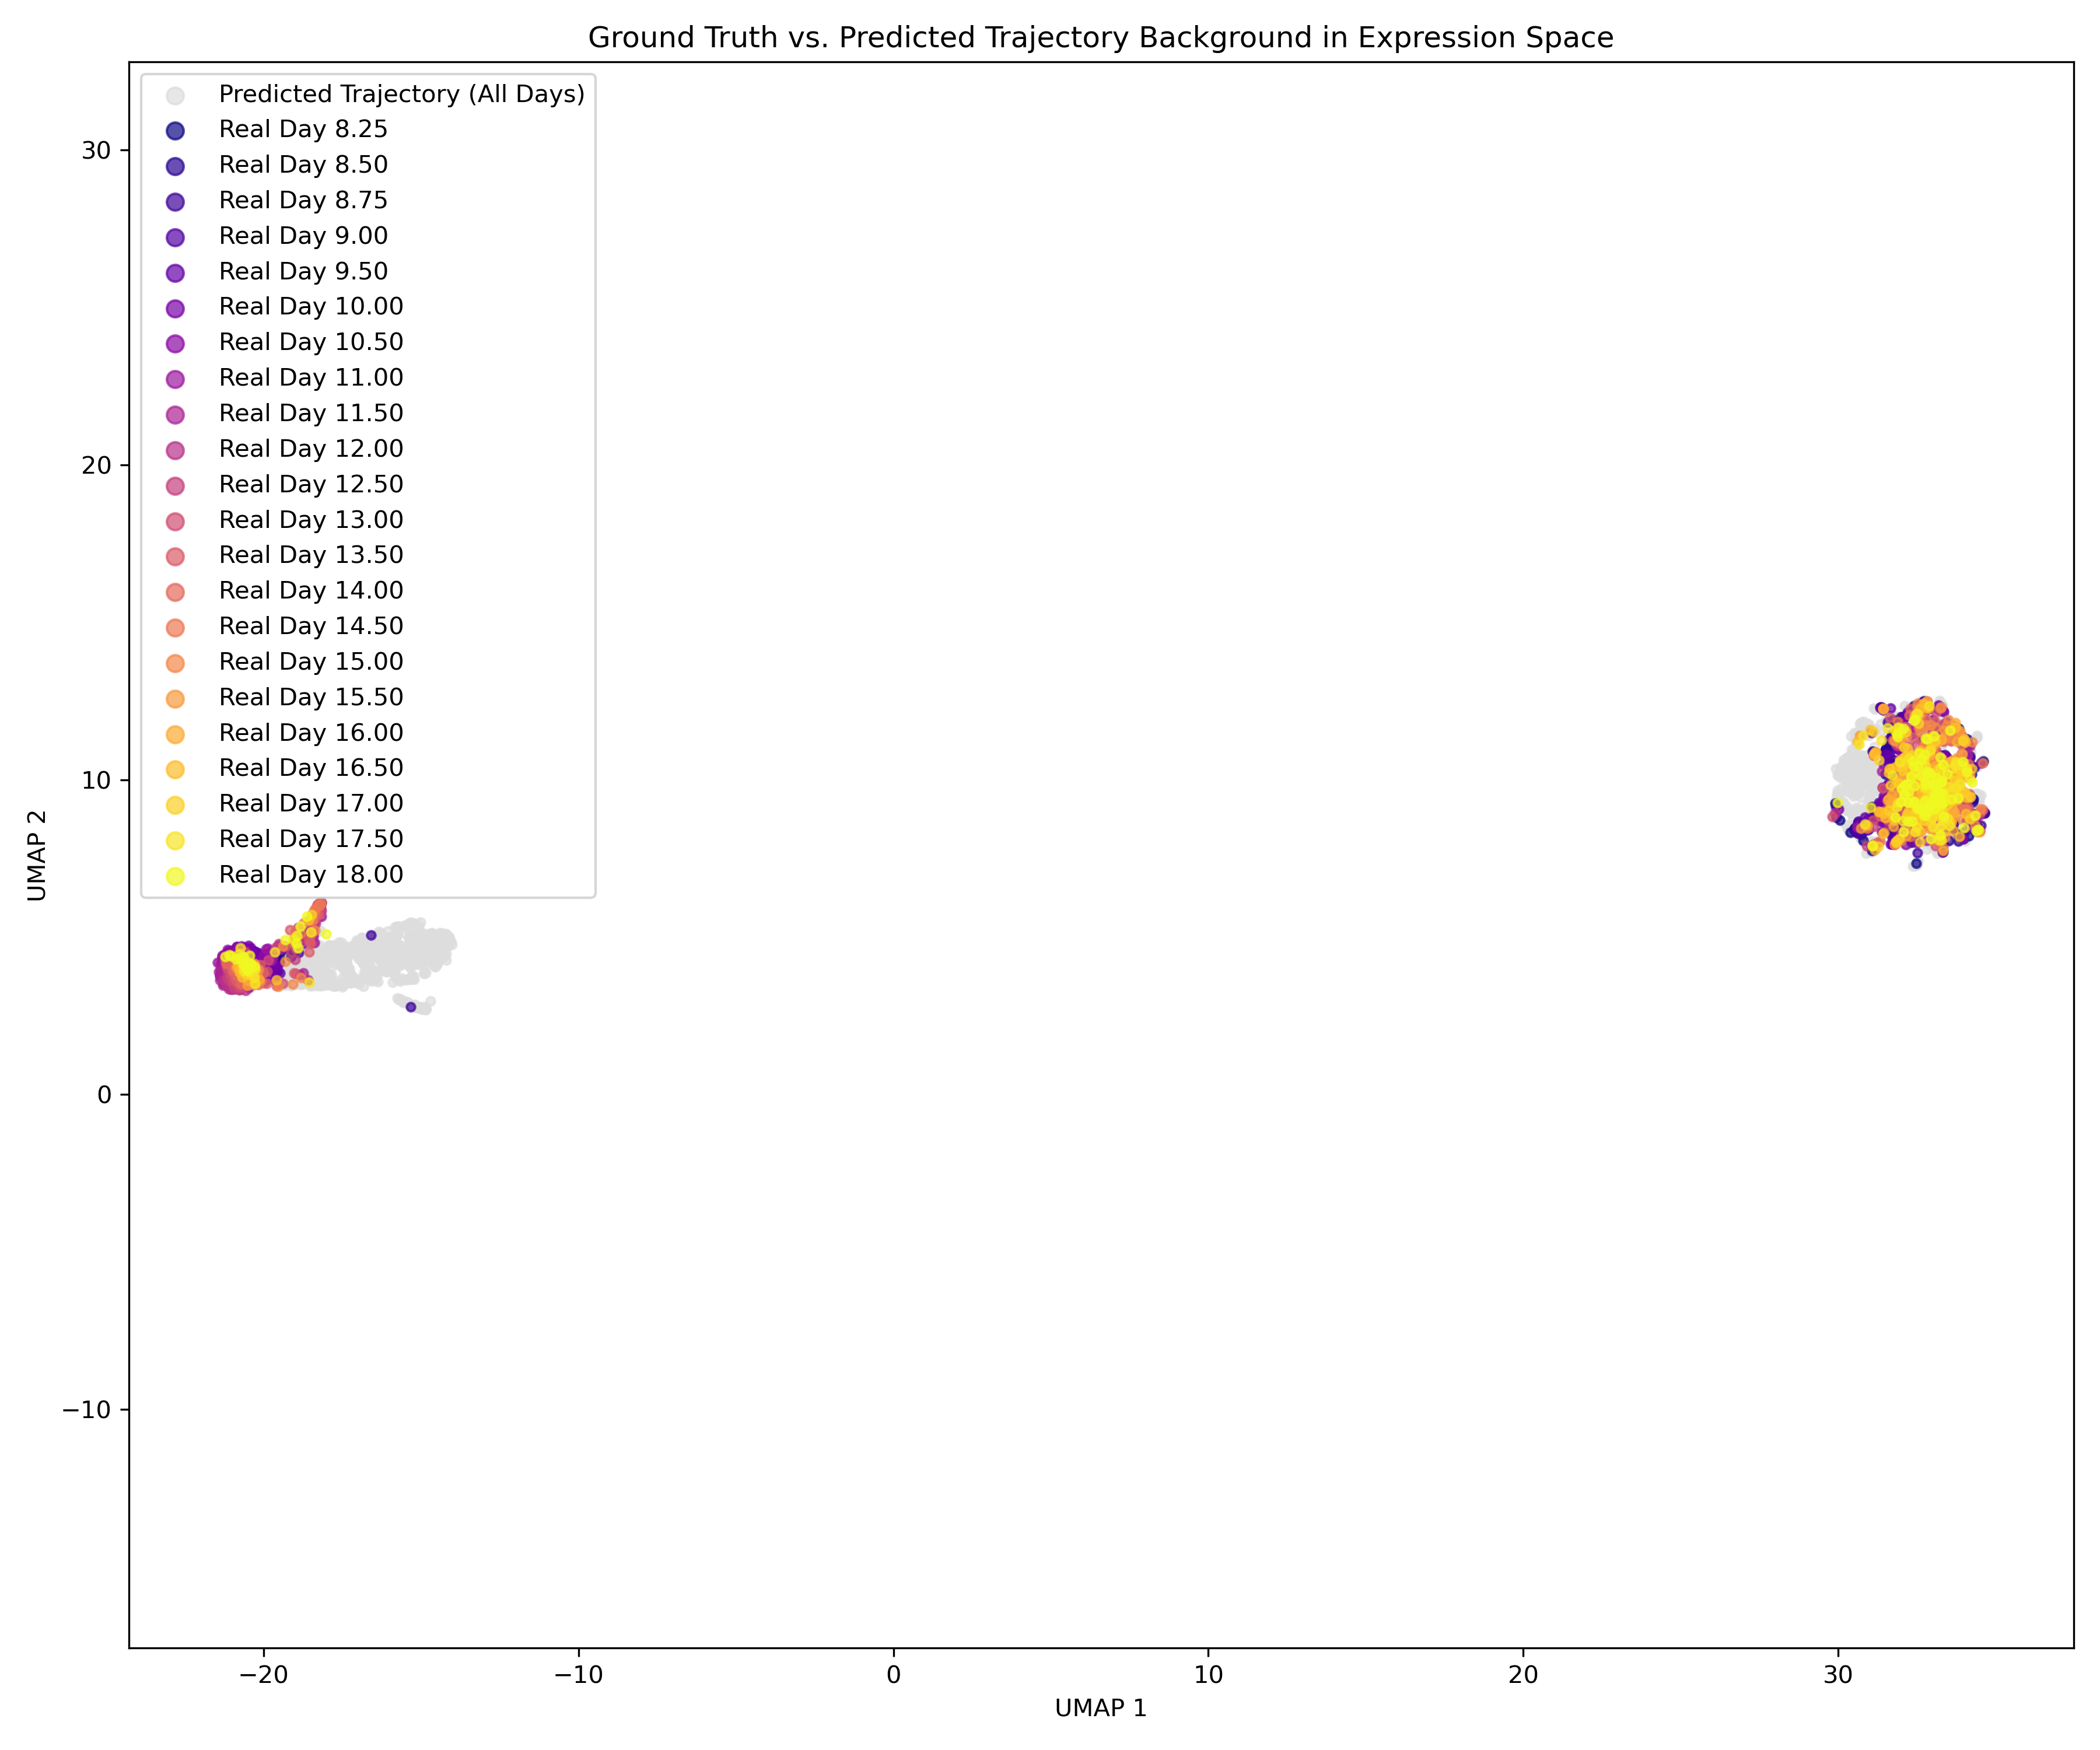 Ground Truth vs. Predicted Trajectory Background in Expression Space
Predicted Trajectory (All Days)
Real Day 8.25
Real Day 8.50
Real Day 8.75
Real Day 9.00
Real Day 9.50
Real Day 10.00
Real Day 10.50
Real Day 11.00
Real Day 11.50
Real Day 12.00
Real Day 12.50
Real Day 13.00
Real Day 13.50
Real Day 14.00
Real Day 14.50
Real Day 15.00
Real Day 15.50
Real Day 16.00
Real Day 16.50
Real Day 17.00
Real Day 17.50
Real Day 18.00
UMAP 2
30
20
10
0
−10
−20
−10
0
10
20
30
UMAP 1